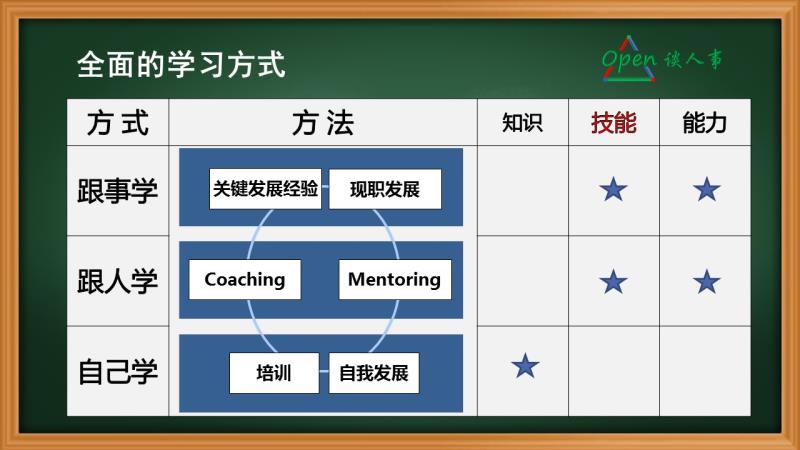 全面的学习方式
Open 谈人事
方式 方法 知识 技能 能力
跟事学 关键发展经验 现职发展 ★ ★
跟人学 Coaching Mentoring ★ ★
自己学 培训 自我发展 ★